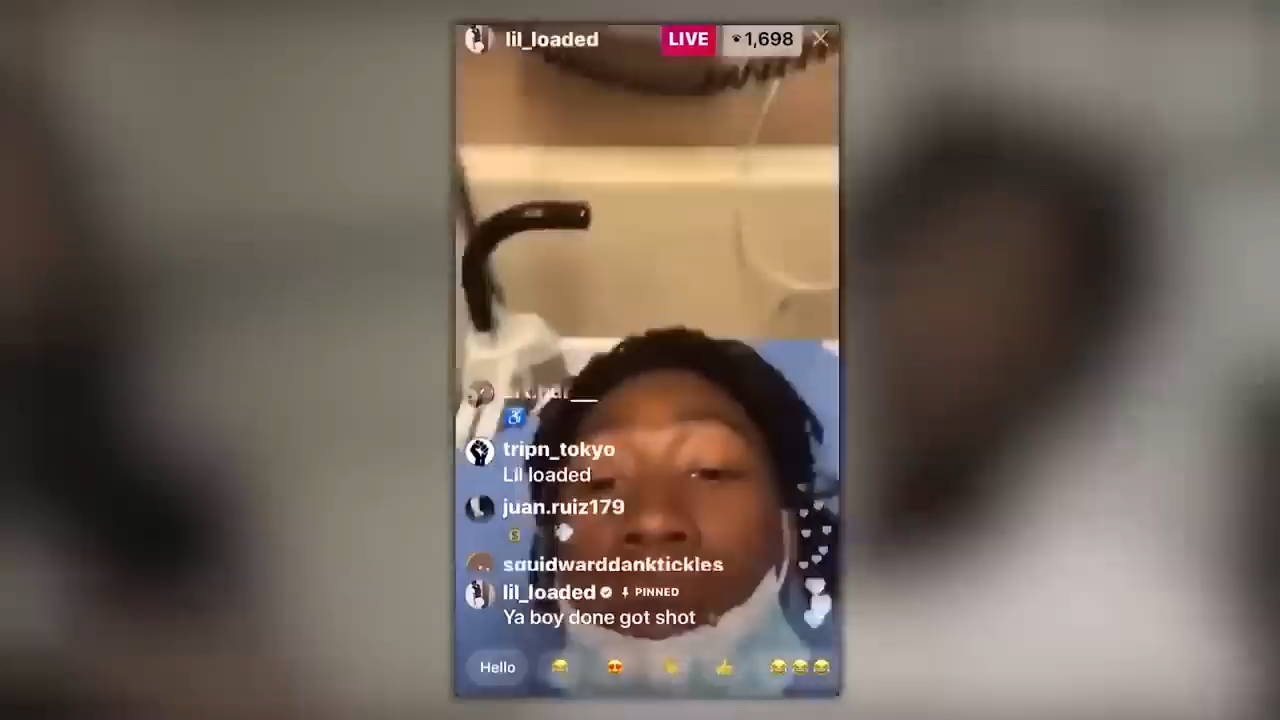 lil_loaded LIVE 1,698
♿
tripn_tokyo
Lil loaded
juan.ruiz179
squidwarddanktickles
lil_loaded PINNED
Ya boy done got shot
Hello 😂 😍 👏 👍 😂😂😂